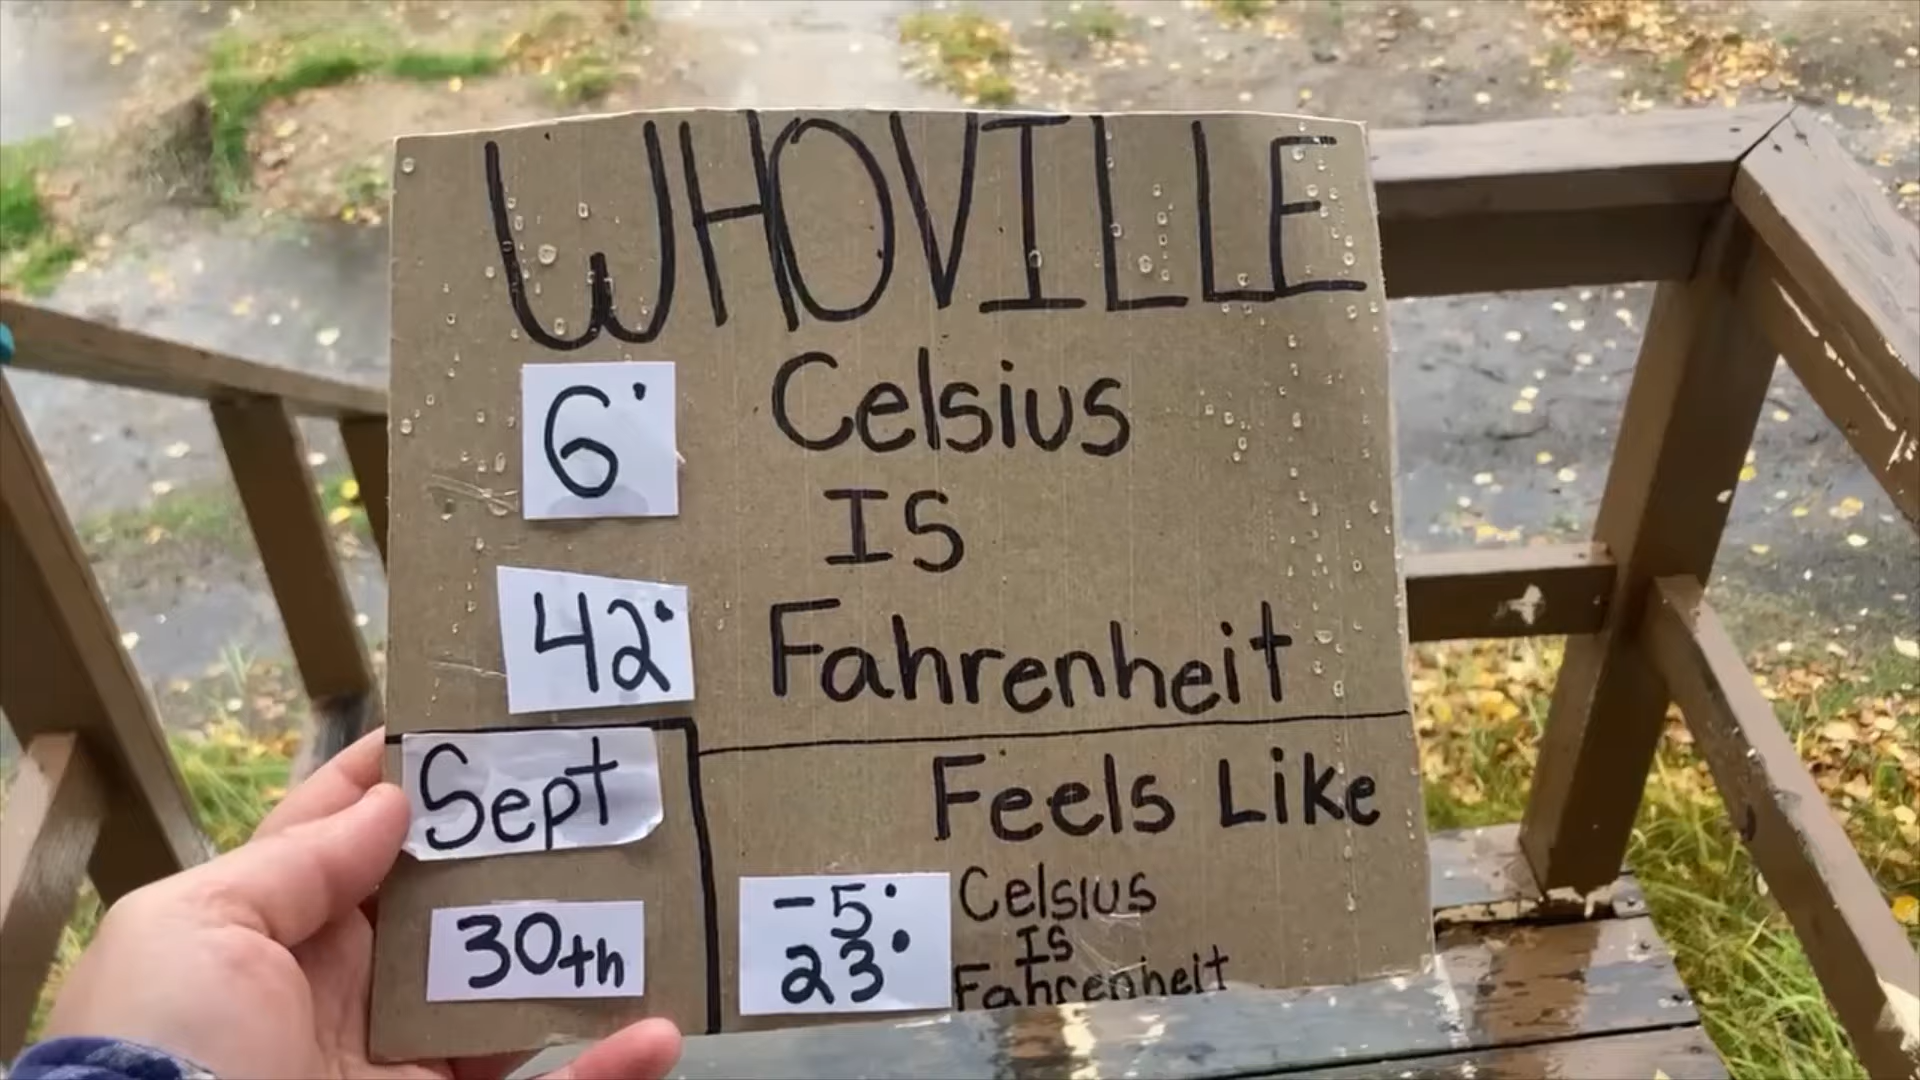 WHOVILLE
6° Celsius
IS
42° Fahrenheit
Sept
30th
Feels Like
-5° Celsius
IS
23° Fahrenheit